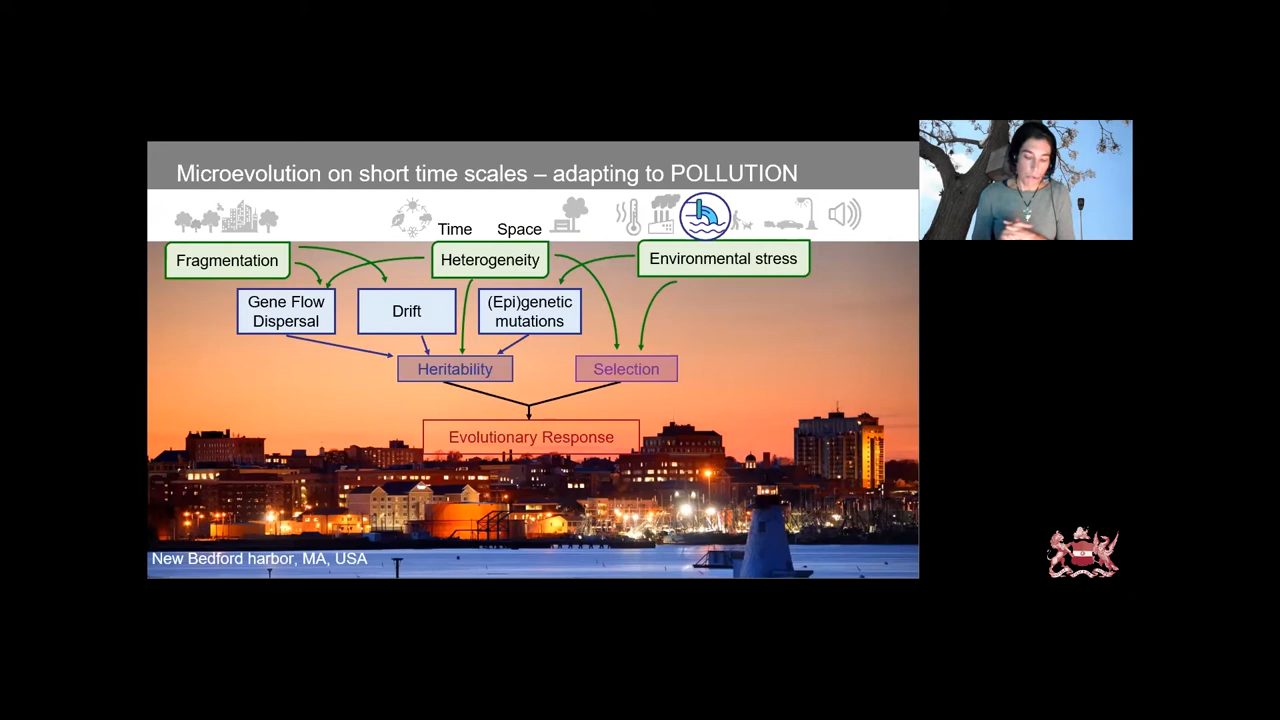 Microevolution on short time scales – adapting to POLLUTION
Time Space
Fragmentation
Heterogeneity
Environmental stress
Gene Flow
Dispersal
Drift
(Epi)genetic
mutations
Heritability
Selection
Evolutionary Response
New Bedford harbor, MA, USA